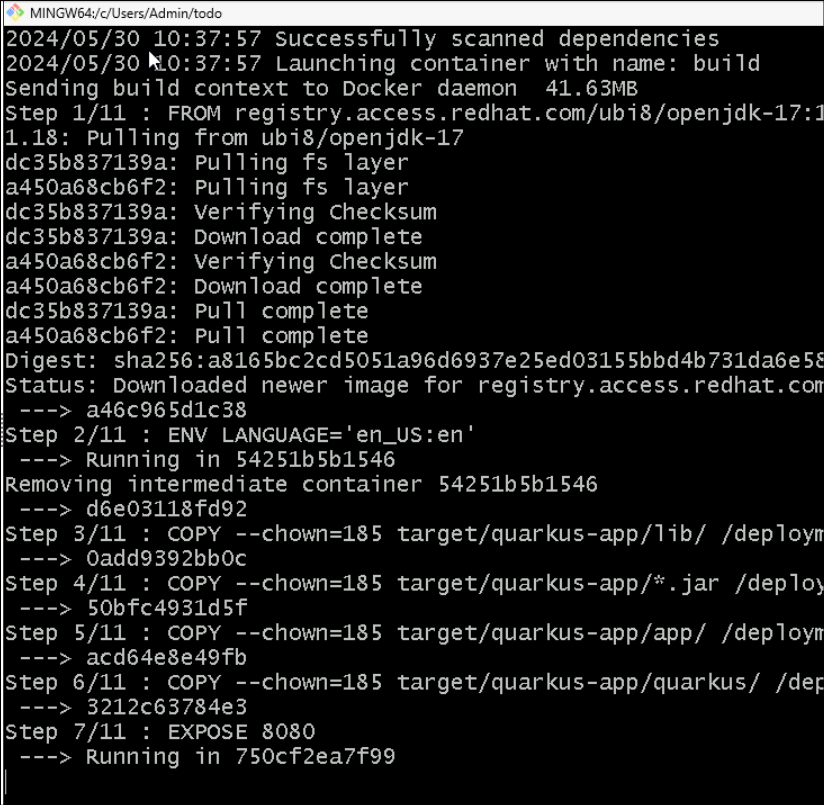 MINGW64:/c/Users/Admin/todo
2024/05/30 10:37:57 Successfully scanned dependencies
2024/05/30 10:37:57 Launching container with name: build
Sending build context to Docker daemon  41.63MB
Step 1/11 : FROM registry.access.redhat.com/ubi8/openjdk-17:1
1.18: Pulling from ubi8/openjdk-17
dc35b837139a: Pulling fs layer
a450a68cb6f2: Pulling fs layer
dc35b837139a: Verifying Checksum
dc35b837139a: Download complete
a450a68cb6f2: Verifying Checksum
a450a68cb6f2: Download complete
dc35b837139a: Pull complete
a450a68cb6f2: Pull complete
Digest: sha256:a8165bc2cd5051a96d6937e25ed03155bbd4b731da6e58
Status: Downloaded newer image for registry.access.redhat.com
---> a46c965d1c38
Step 2/11 : ENV LANGUAGE='en_US:en'
---> Running in 54251b5b1546
Removing intermediate container 54251b5b1546
---> d6e03118fd92
Step 3/11 : COPY --chown=185 target/quarkus-app/lib/ /deploym
---> 0add9392bb0c
Step 4/11 : COPY --chown=185 target/quarkus-app/*.jar /deploy
---> 50bfc4931d5f
Step 5/11 : COPY --chown=185 target/quarkus-app/app/ /deploym
---> acd64e8e49fb
Step 6/11 : COPY --chown=185 target/quarkus-app/quarkus/ /dep
---> 3212c63784e3
Step 7/11 : EXPOSE 8080
---> Running in 750cf2ea7f99